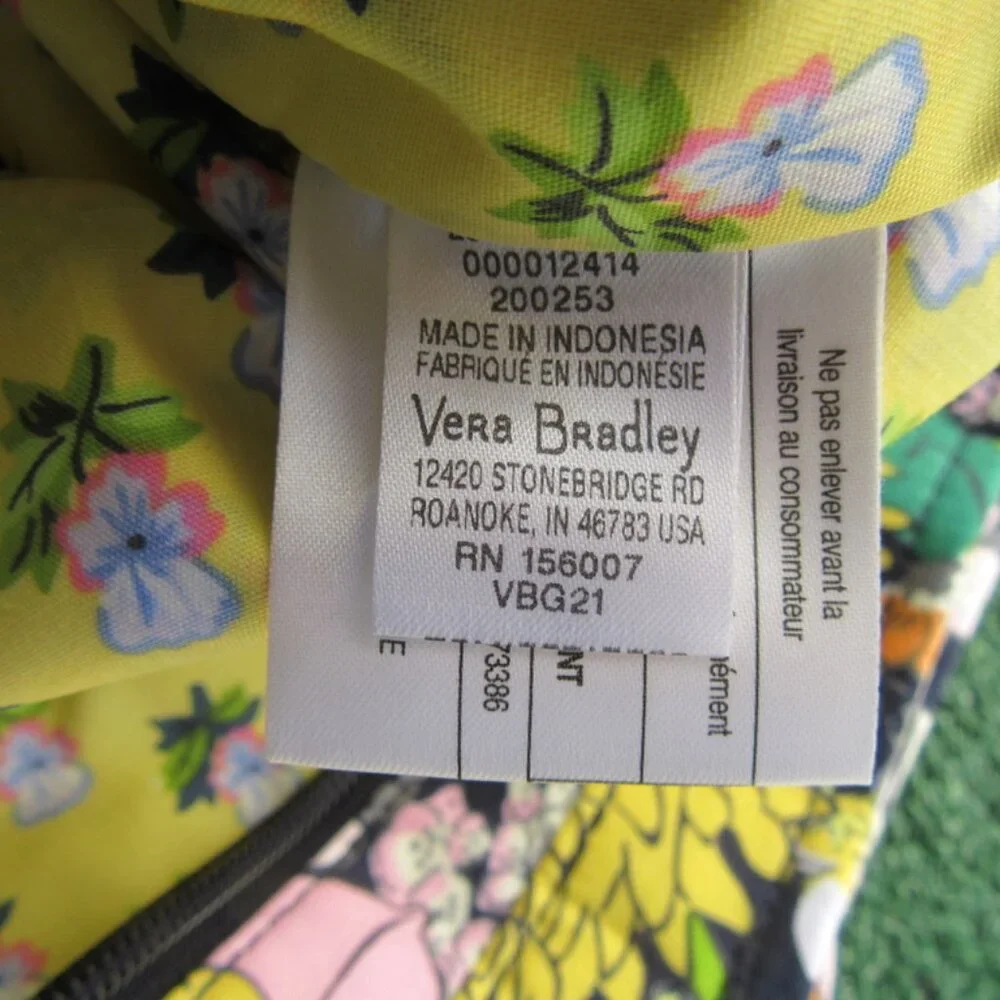 000012414
200253
MADE IN INDONESIA
FABRIQUÉ EN INDONÉSIE
Vera Bradley
12420 STONEBRIDGE RD
ROANOKE, IN 46783 USA
RN 156007
VBG21
Ne pas enlever avant la
livraison au consommateur